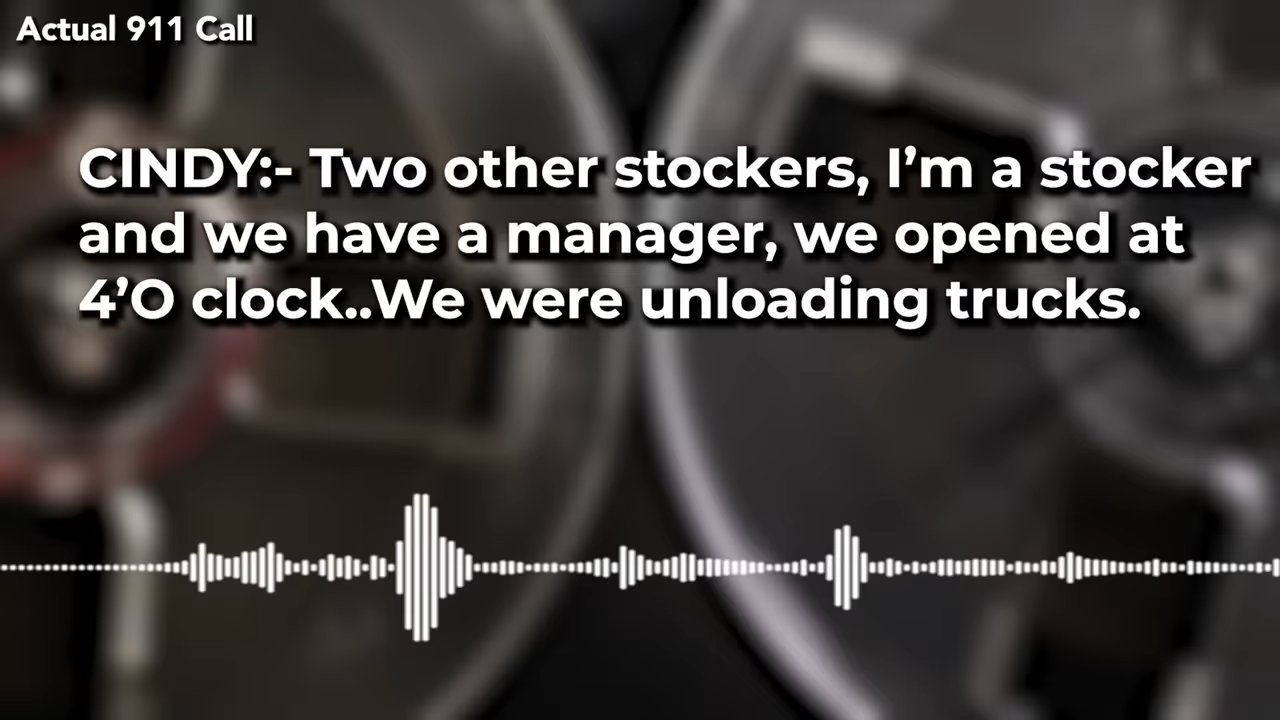 Actual 911 Call
CINDY:- Two other stockers, I’m a stocker
and we have a manager, we opened at
4’O clock..We were unloading trucks.